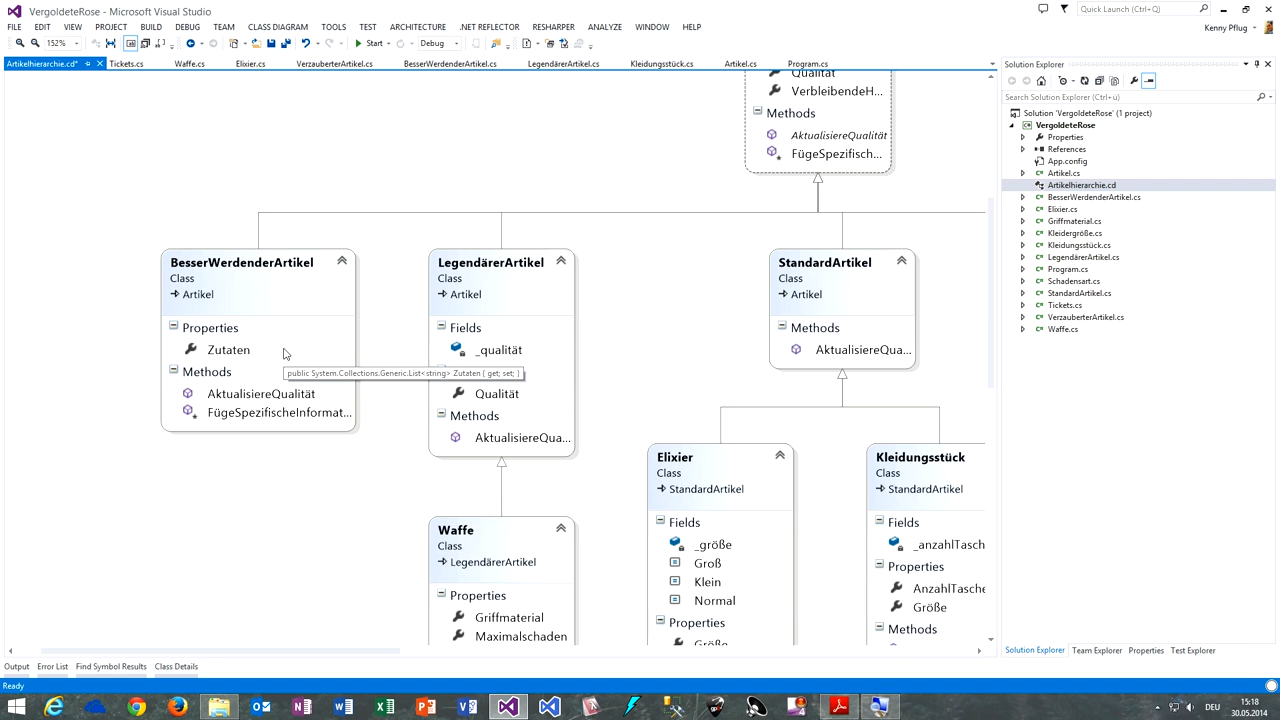 VergoldeteRose - Microsoft Visual Studio
Quick Launch (Ctrl+Q)
FILE EDIT VIEW PROJECT BUILD DEBUG TEAM CLASS DIAGRAM TOOLS TEST ARCHITECTURE .NET REFLECTOR RESHARPER ANALYZE WINDOW HELP
Kenny Pflug
152% Start Debug
Artikelhierarchie.cd* Tickets.cs Waffe.cs Elixier.cs VerzauberterArtikel.cs BesserWerdenderArtikel.cs LegendärerArtikel.cs Kleidungsstück.cs Artikel.cs Program.cs
Qualität
VerbleibendeH...
Methods
AktualisiereQualität
FügeSpezifisch...
BesserWerdenderArtikel
Class
Artikel
Properties
Zutaten
Methods
AktualisiereQualität
FügeSpezifischeInformat...
public System.Collections.Generic.List<string> Zutaten { get; set; }
LegendärerArtikel
Class
Artikel
Fields
_qualität
Qualität
Methods
AktualisiereQua...
Waffe
Class
LegendärerArtikel
Properties
Griffmaterial
Maximalschaden
StandardArtikel
Class
Artikel
Methods
AktualisiereQua...
Elixier
Class
StandardArtikel
Fields
_größe
Groß
Klein
Normal
Properties
Größe
Kleidungsstück
Class
StandardArtikel
Fields
_anzahlTasch
Properties
AnzahlTasche
Größe
Methods
Solution Explorer
Search Solution Explorer (Ctrl+ü)
Solution 'VergoldeteRose' (1 project)
VergoldeteRose
Properties
References
App.config
Artikel.cs
Artikelhierarchie.cd
BesserWerdenderArtikel.cs
Elixier.cs
Griffmaterial.cs
Kleidergröße.cs
Kleidungsstück.cs
LegendärerArtikel.cs
Program.cs
Schadensart.cs
StandardArtikel.cs
Tickets.cs
VerzauberterArtikel.cs
Waffe.cs
Solution Explorer Team Explorer Properties Test Explorer
Output Error List Find Symbol Results Class Details
Ready
DEU
15:18
30.05.2014